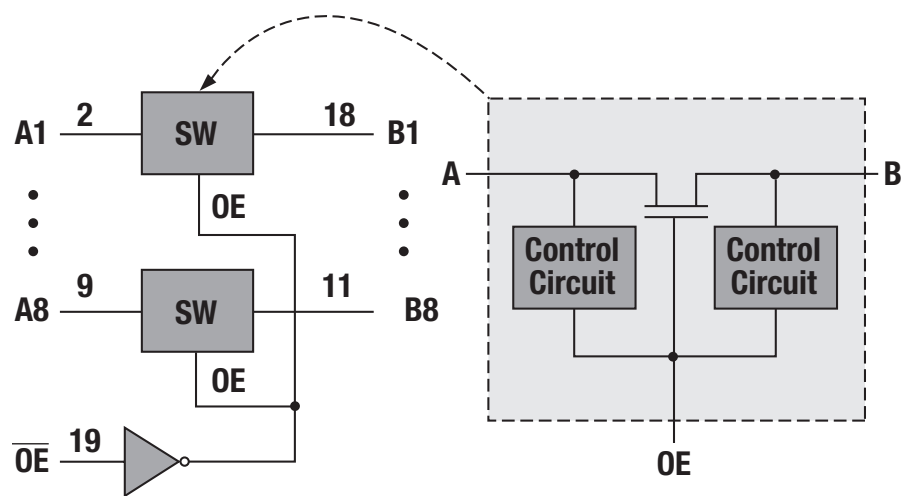 A1 2 SW 18 B1
OE
A8 9 SW 11 B8
OE
OE 19
A B
Control
Circuit
Control
Circuit
OE